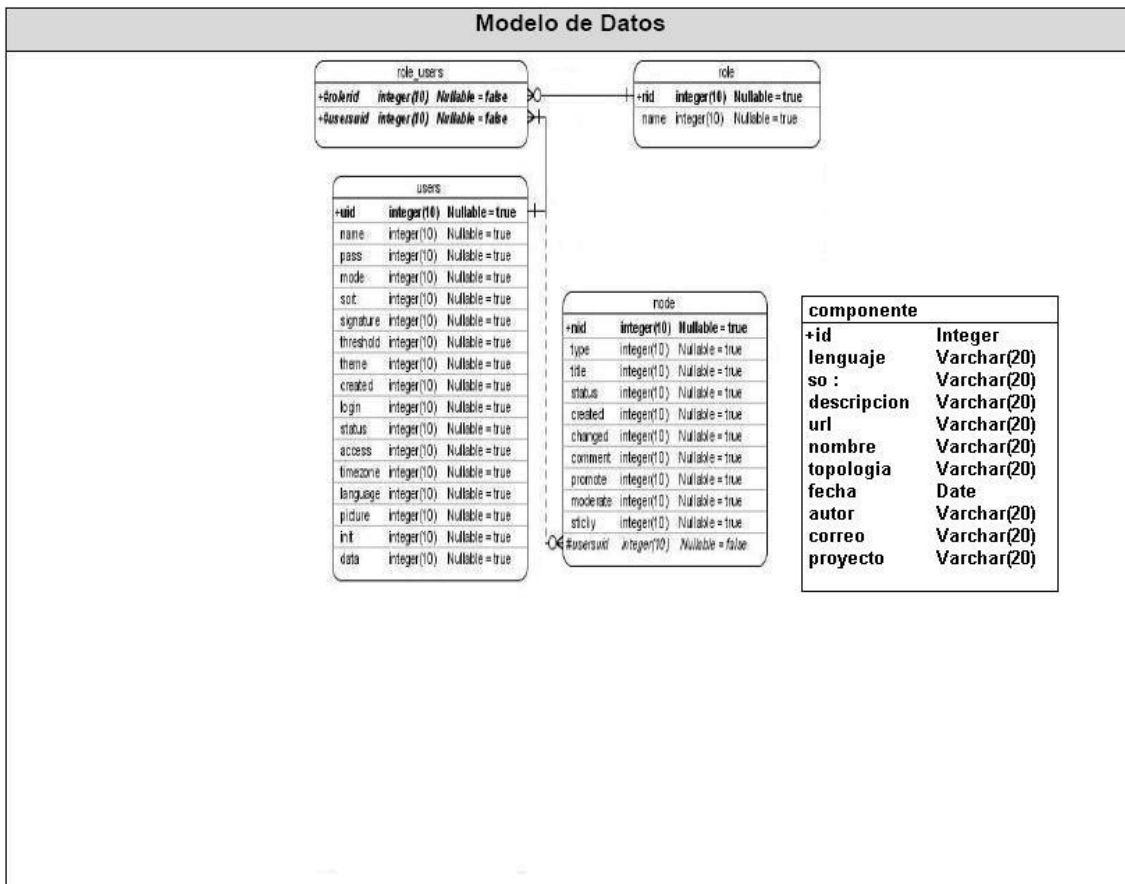 Modelo de Datos
role_users
+#rolerid integer(10) Nullable = false
+#usersuid integer(10) Nullable = false
role
+rid integer(10) Nullable = true
name integer(10) Nullable = true
users
+uid integer(10) Nullable = true
name integer(10) Nullable = true
pass integer(10) Nullable = true
mode integer(10) Nullable = true
sort integer(10) Nullable = true
signature integer(10) Nullable = true
threshold integer(10) Nullable = true
theme integer(10) Nullable = true
created integer(10) Nullable = true
login integer(10) Nullable = true
status integer(10) Nullable = true
access integer(10) Nullable = true
timezone integer(10) Nullable = true
language integer(10) Nullable = true
picture integer(10) Nullable = true
init integer(10) Nullable = true
data integer(10) Nullable = true
node
+nid integer(10) Nullable = true
type integer(10) Nullable = true
title integer(10) Nullable = true
status integer(10) Nullable = true
created integer(10) Nullable = true
changed integer(10) Nullable = true
comment integer(10) Nullable = true
promote integer(10) Nullable = true
moderate integer(10) Nullable = true
sticky integer(10) Nullable = true
#usersuid integer(10) Nullable = false
componente
+id Integer
lenguaje Varchar(20)
so : Varchar(20)
descripcion Varchar(20)
url Varchar(20)
nombre Varchar(20)
topologia Varchar(20)
fecha Date
autor Varchar(20)
correo Varchar(20)
proyecto Varchar(20)